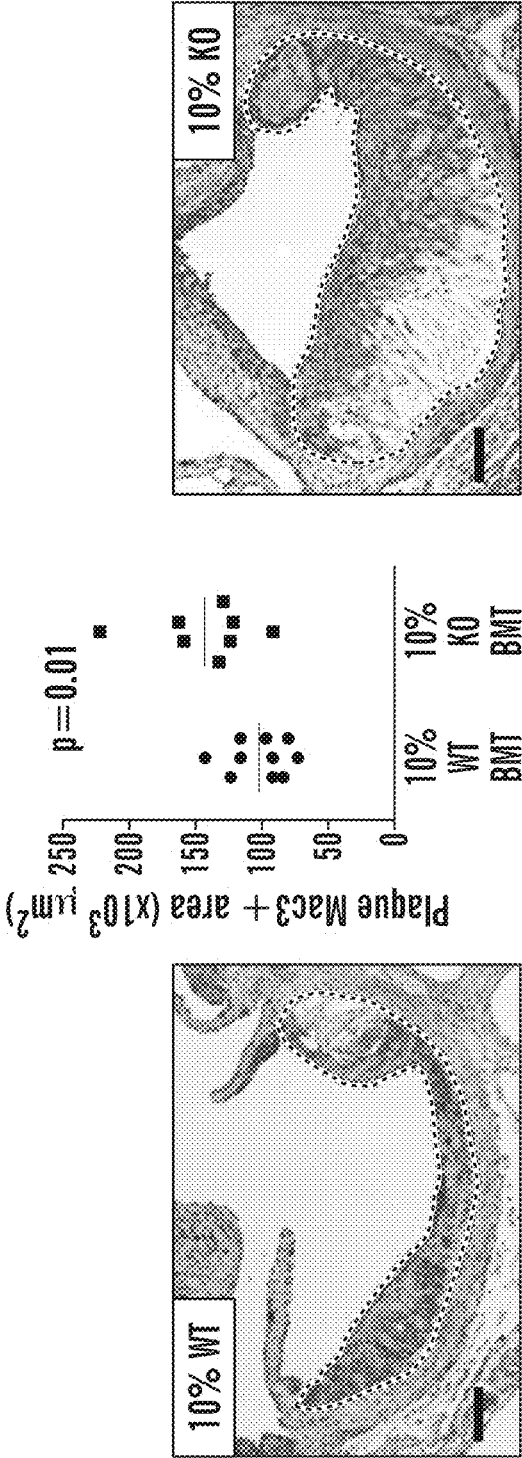 10% WT
Plaque Mac3+ area (x10³ μm²)
250
200
150
100
50
0
p=0.01
10%
WT
BMT
10%
KO
BMT
10% KO